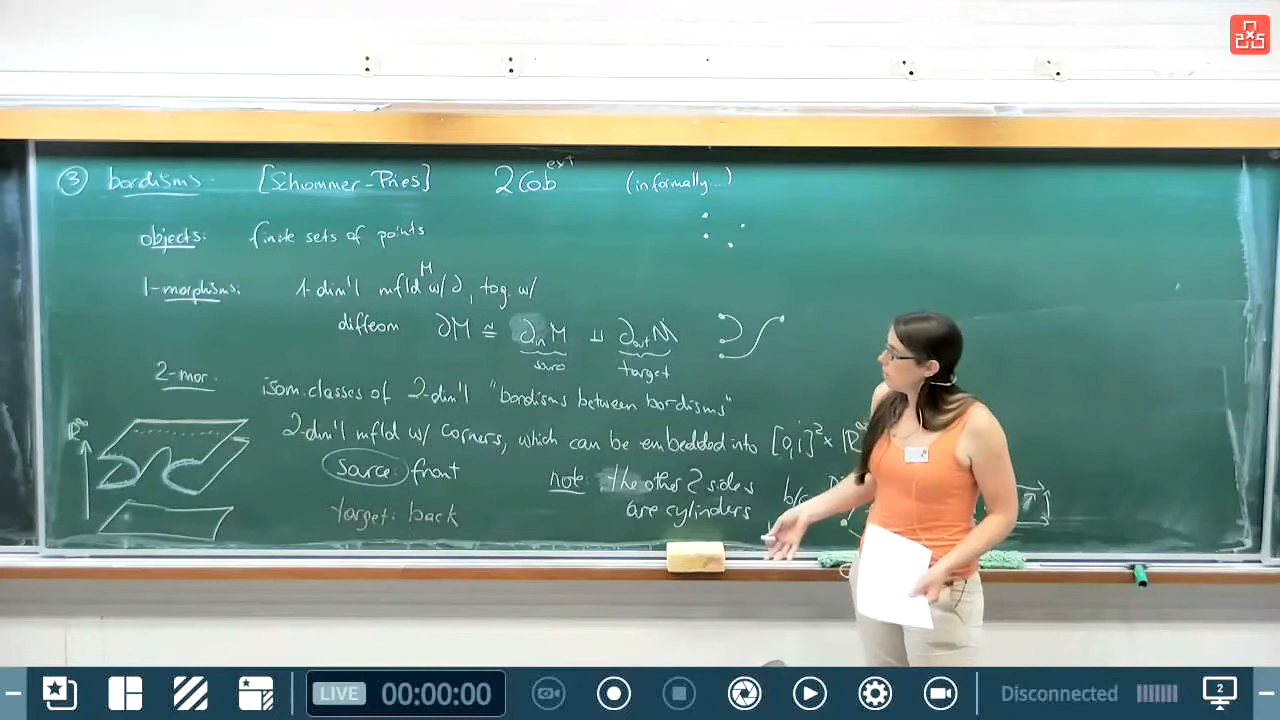 ③ bordisms. [Schommer-Pries] 2Cob^ext (informally...)
objects: finite sets of points
1-morphisms: 1-dim'l mfld M w/ ∂, tog. w/
diffeom ∂M ≅ ∂in M ⊔ ∂out M
target
2-mor. isom. classes of 2-dim'l "bordisms between bordisms"
2-dim'l mfld w/ corners, which can be embedded into [0,1]²× ℝ^∞
source: front
note: the other 2 sides b/c
target: back
are cylinders
ℝ^∞
LIVE 00:00:00
Disconnected
2